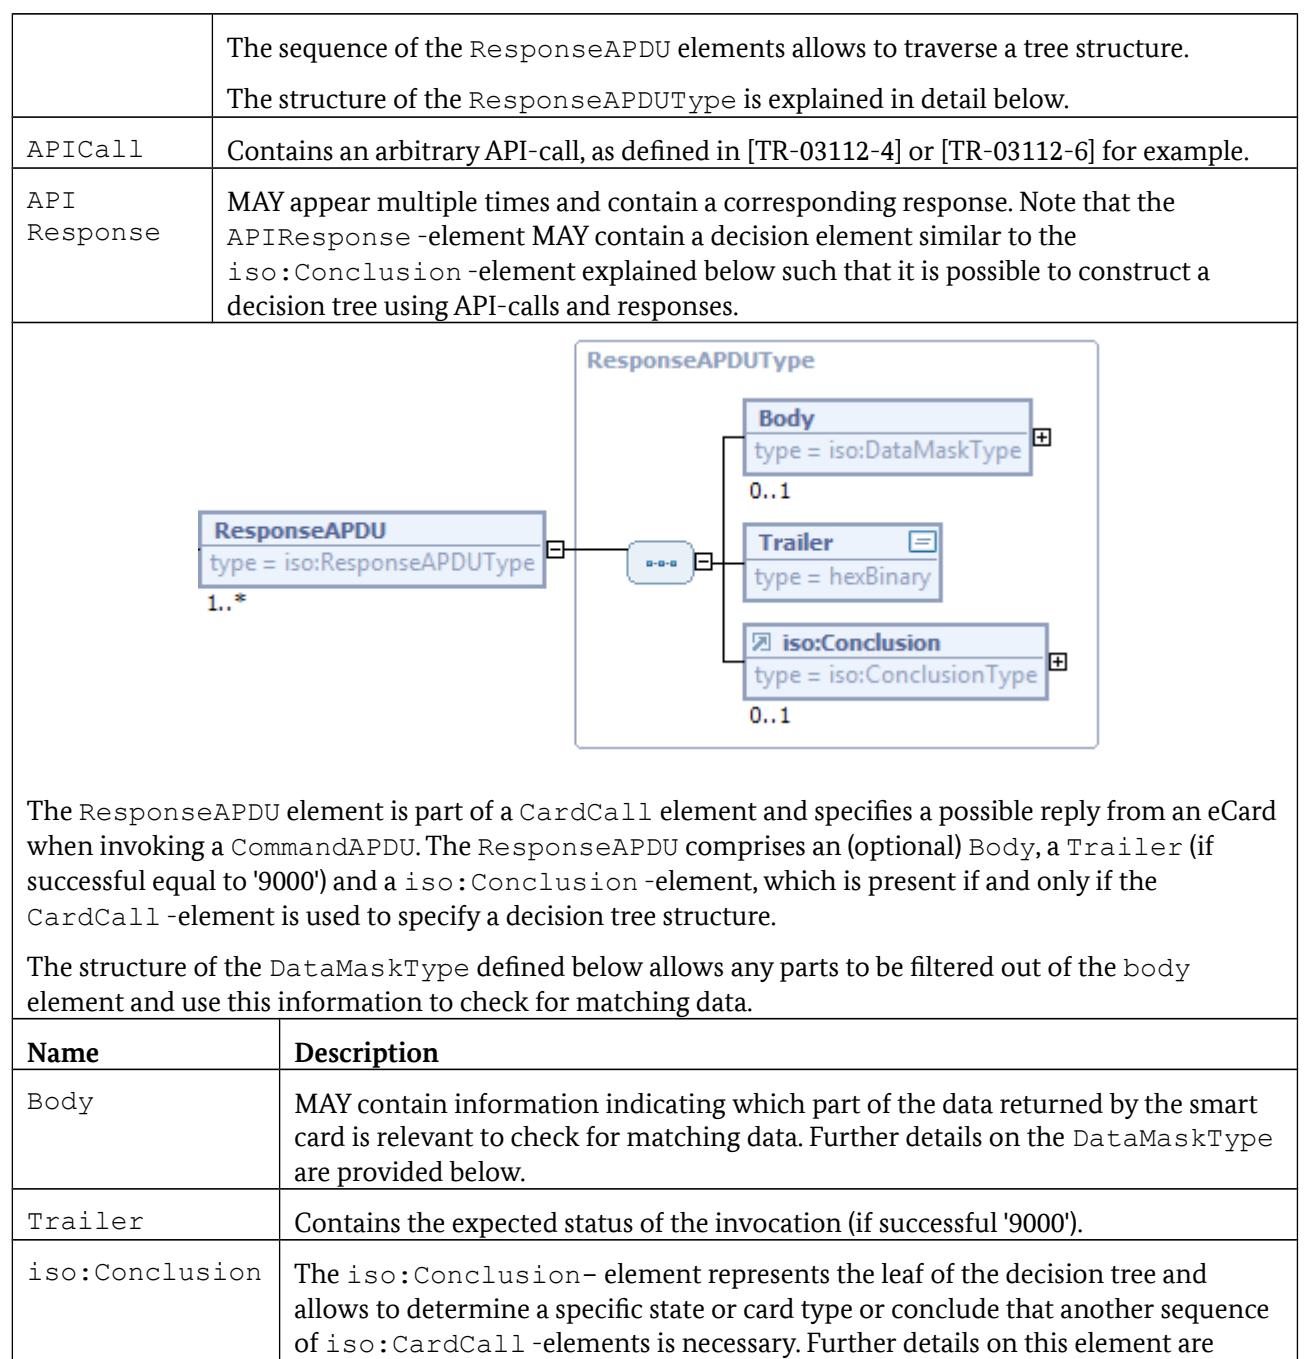 The sequence of the ResponseAPDU elements allows to traverse a tree structure.
The structure of the ResponseAPDUType is explained in detail below.
APICall
Contains an arbitrary API-call, as defined in [TR-03112-4] or [TR-03112-6] for example.
API
Response
MAY appear multiple times and contain a corresponding response. Note that the
APIResponse -element MAY contain a decision element similar to the
iso:Conclusion -element explained below such that it is possible to construct a
decision tree using API-calls and responses.
ResponseAPDUType
Body
type = iso:DataMaskType
0..1
ResponseAPDU
type = iso:ResponseAPDUType
1..*
Trailer
type = hexBinary
iso:Conclusion
type = iso:ConclusionType
0..1
The ResponseAPDU element is part of a CardCall element and specifies a possible reply from an eCard
when invoking a CommandAPDU. The ResponseAPDU comprises an (optional) Body, a Trailer (if
successful equal to '9000') and a iso:Conclusion -element, which is present if and only if the
CardCall -element is used to specify a decision tree structure.
The structure of the DataMaskType defined below allows any parts to be filtered out of the body
element and use this information to check for matching data.
Name
Description
Body
MAY contain information indicating which part of the data returned by the smart
card is relevant to check for matching data. Further details on the DataMaskType
are provided below.
Trailer
Contains the expected status of the invocation (if successful '9000').
iso:Conclusion
The iso:Conclusion– element represents the leaf of the decision tree and
allows to determine a specific state or card type or conclude that another sequence
of iso:CardCall -elements is necessary. Further details on this element are